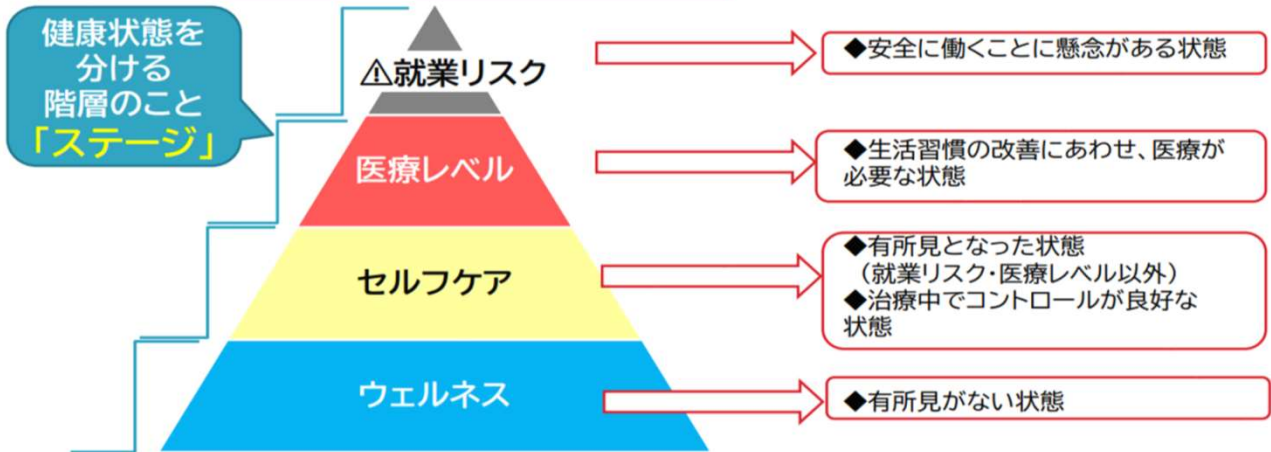 健康状態を
分ける
階層のこと
「ステージ」
⚠就業リスク
◆安全に働くことに懸念がある状態
医療レベル
◆生活習慣の改善にあわせ、医療が
必要な状態
セルフケア
◆有所見となった状態
（就業リスク・医療レベル以外）
◆治療中でコントロールが良好な
状態
ウェルネス
◆有所見がない状態